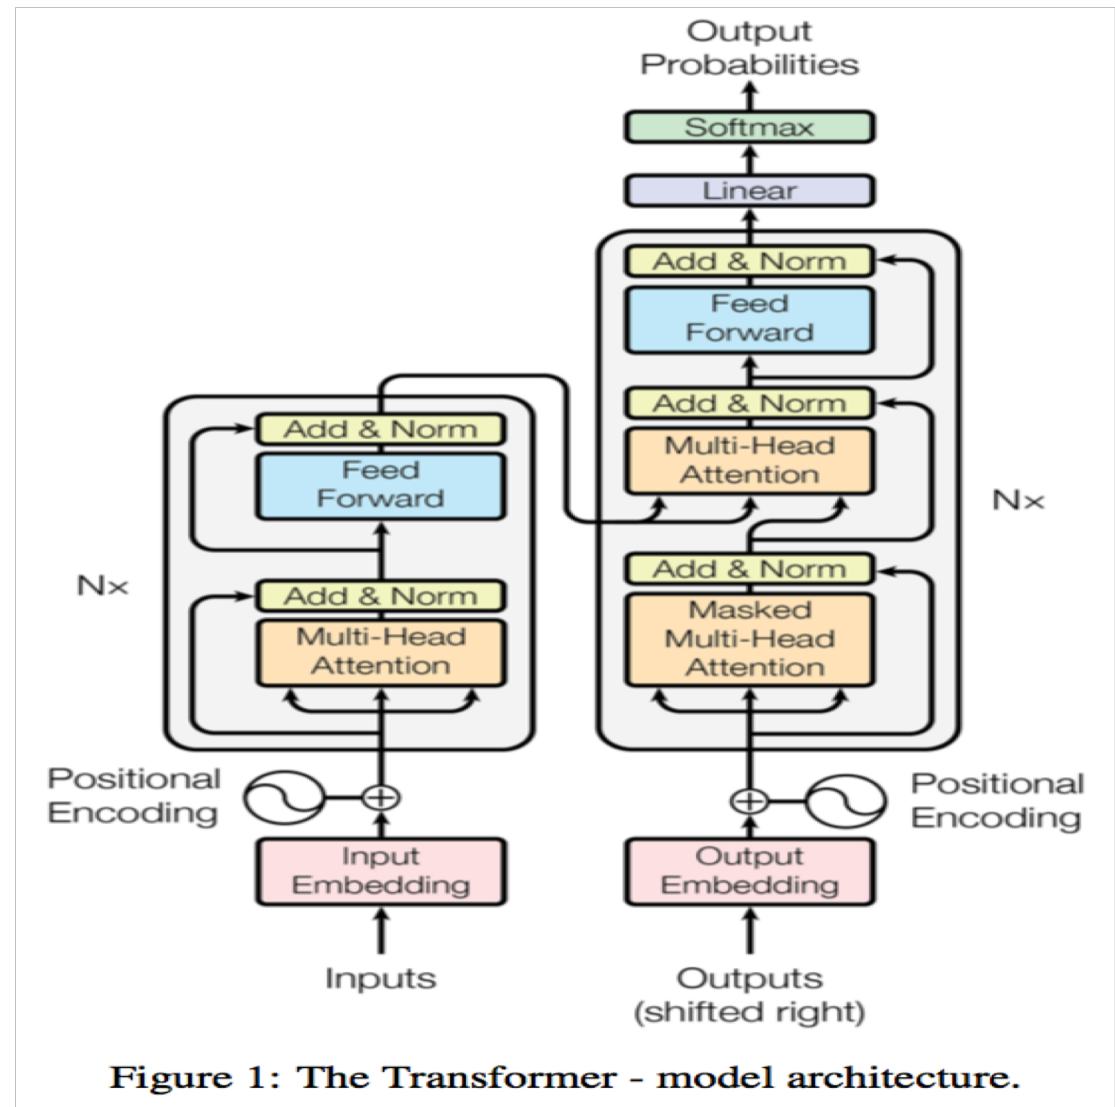 Output
Probabilities
Softmax
Linear
Add & Norm
Feed
Forward
Add & Norm
Multi-Head
Attention
Add & Norm
Masked
Multi-Head
Attention
Nx
Add & Norm
Feed
Forward
Add & Norm
Multi-Head
Attention
Nx
Positional
Encoding
Input
Embedding
Inputs
Positional
Encoding
Output
Embedding
Outputs
(shifted right)
Figure 1: The Transformer - model architecture.